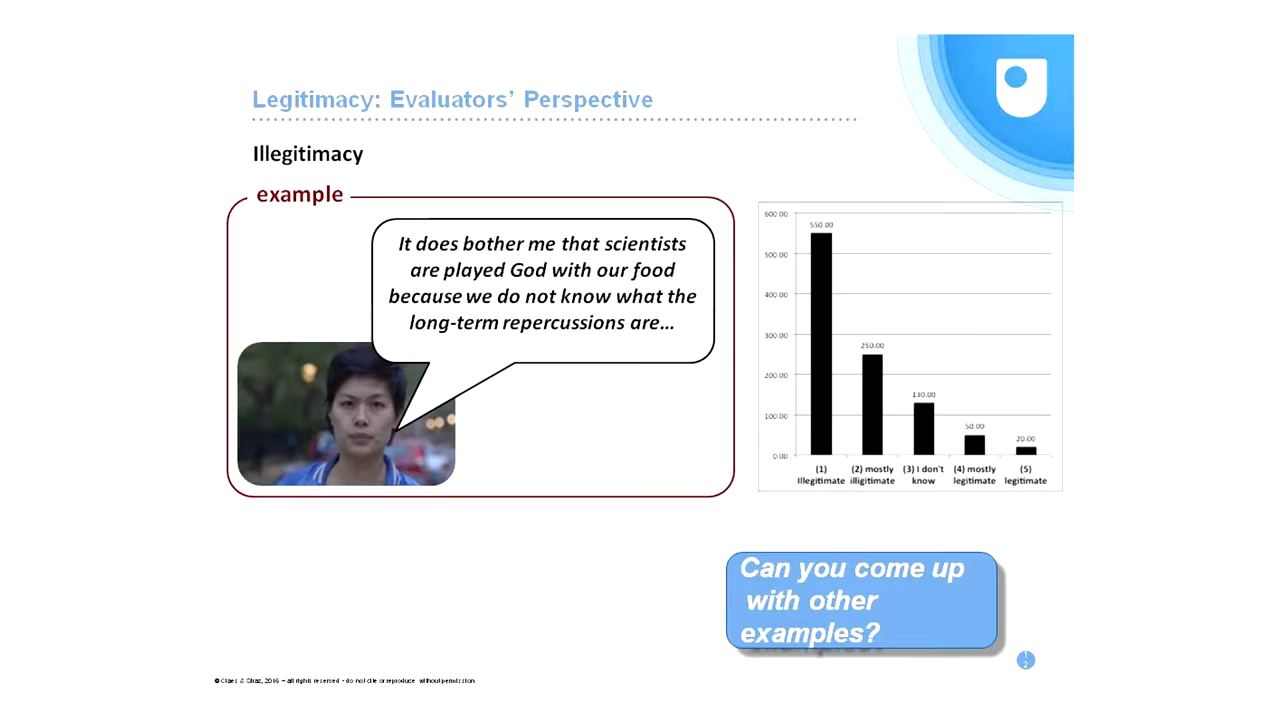 Legitimacy: Evaluators' Perspective
Illegitimacy
example
It does bother me that scientists
are played God with our food
because we do not know what the
long-term repercussions are...
600.00
500.00
400.00
300.00
200.00
100.00
0.00
550.00
250.00
130.00
50.00
20.00
(1)
Illegitimate
(2) mostly
illigitimate
(3) I don't
know
(4) mostly
legitimate
(5)
legitimate
Can you come up
with other
examples?
1
2
© 2016 – all rights reserved - do not cite or reproduce without permission